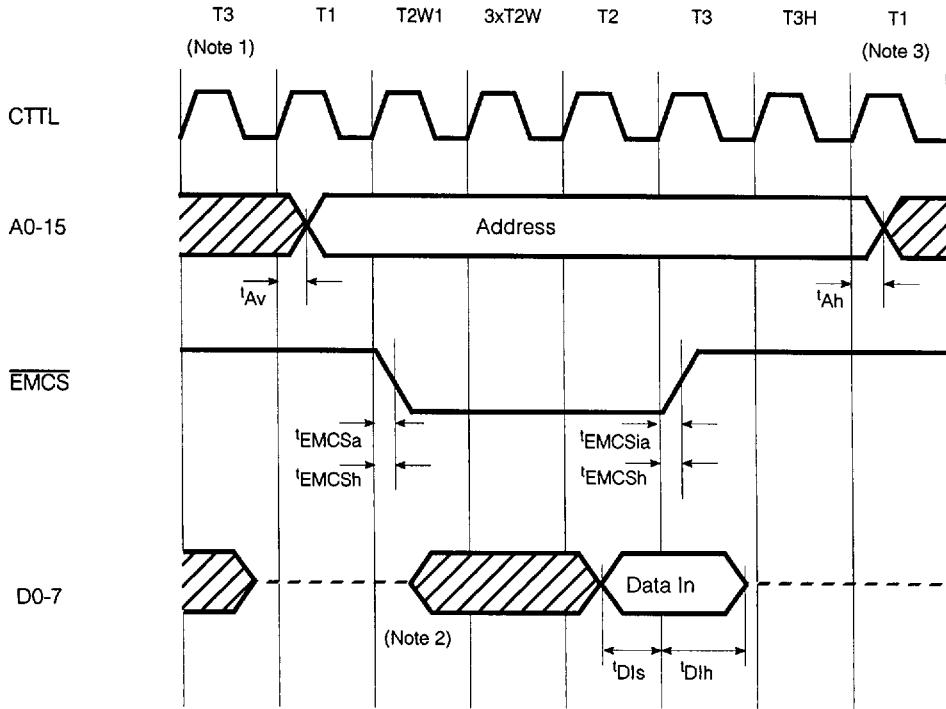 T3 T1 T2W1 3xT2W T2 T3 T3H T1
(Note 1) (Note 3)
CTTL
A0-15 Address
tAv tAh
EMCS
tEMCSa tEMCSia
tEMCSh tEMCSh
D0-7 Data In
(Note 2)
tDIs tDIh